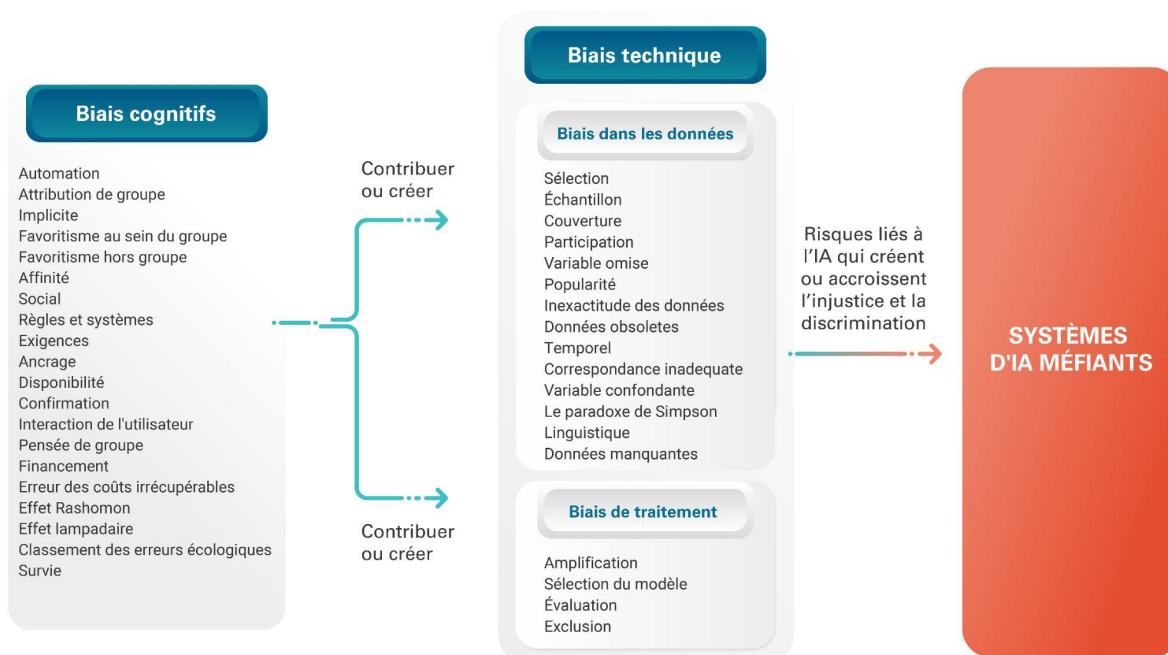 Biais cognitifs
Automation
Attribution de groupe
Implicite
Favoritisme au sein du groupe
Favoritisme hors groupe
Affinité
Social
Règles et systèmes
Exigences
Ancrage
Disponibilité
Confirmation
Interaction de l'utilisateur
Pensée de groupe
Financement
Erreur des coûts irrécupérables
Effet Rashomon
Effet lampadaire
Classement des erreurs écologiques
Survie
Contribuer
ou créer
Contribuer
ou créer
Biais technique
Biais dans les données
Sélection
Échantillon
Couverture
Participation
Variable omise
Popularité
Inexactitude des données
Données obsoletes
Temporel
Correspondance inadequate
Variable confondante
Le paradoxe de Simpson
Linguistique
Données manquantes
Biais de traitement
Amplification
Sélection du modèle
Évaluation
Exclusion
Risques liés à
l'IA qui créent
ou accroissent
l'injustice et la
discrimination
SYSTÈMES
D'IA MÉFIANTS